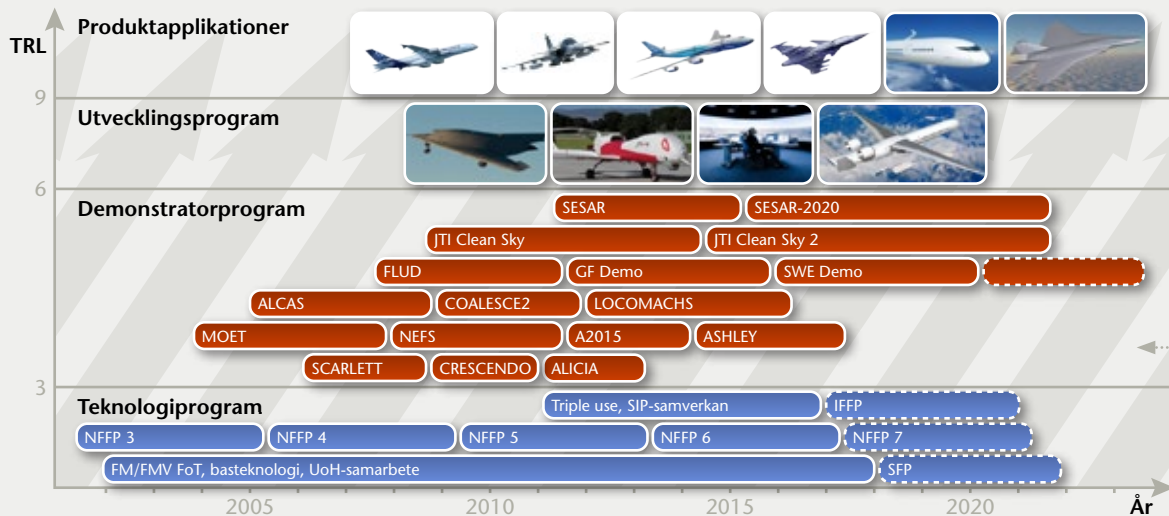 Produktapplikationer
TRL
9
Utvecklingsprogram
6
Demonstratorprogram
SESAR
SESAR-2020
JTI Clean Sky
JTI Clean Sky 2
FLUD
GF Demo
SWE Demo
ALCAS
COALESCE2
LOCOMACHS
MOET
NEFS
A2015
ASHLEY
SCARLETT
CRESCENDO
ALICIA
3
Teknologiprogram
Triple use, SIP-samverkan
IFFP
NFFP 3
NFFP 4
NFFP 5
NFFP 6
NFFP 7
FM/FMV FoT, basteknologi, UoH-samarbete
SFP
2005
2010
2015
2020
År